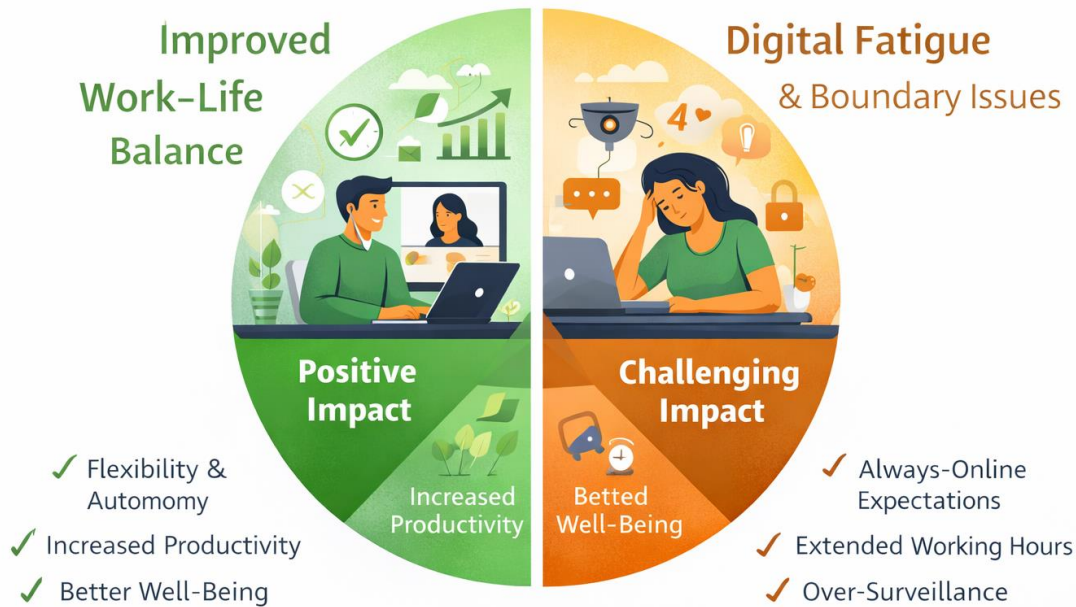 Improved
Work-Life
Balance
Digital Fatigue
& Boundary Issues
4
Positive
Impact
Challenging
Impact
Increased
Productivity
Betted
Well-Being
Flexibility &
Automomy
Increased Productivity
Better Well-Being
Always-Online
Expectations
Extended Working Hours
Over-Surveillance